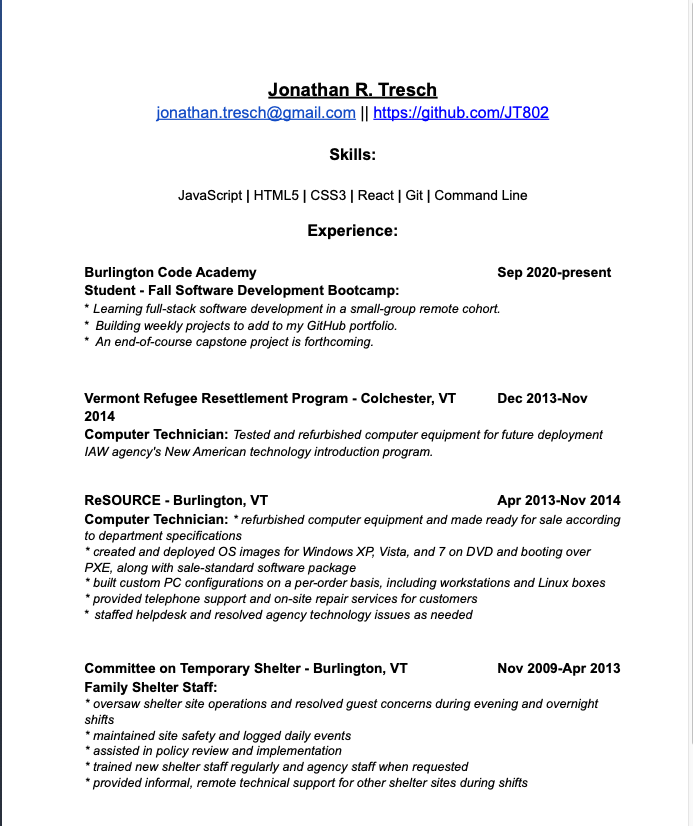 Jonathan R. Tresch
jonathan.tresch@gmail.com || https://github.com/JT802
Skills:
JavaScript | HTML5 | CSS3 | React | Git | Command Line
Experience:
Burlington Code Academy Sep 2020-present
Student - Fall Software Development Bootcamp:
* Learning full-stack software development in a small-group remote cohort.
* Building weekly projects to add to my GitHub portfolio.
* An end-of-course capstone project is forthcoming.
Vermont Refugee Resettlement Program - Colchester, VT Dec 2013-Nov
2014
Computer Technician: Tested and refurbished computer equipment for future deployment
IAW agency's New American technology introduction program.
ReSOURCE - Burlington, VT Apr 2013-Nov 2014
Computer Technician: * refurbished computer equipment and made ready for sale according
to department specifications
* created and deployed OS images for Windows XP, Vista, and 7 on DVD and booting over
PXE, along with sale-standard software package
* built custom PC configurations on a per-order basis, including workstations and Linux boxes
* provided telephone support and on-site repair services for customers
* staffed helpdesk and resolved agency technology issues as needed
Committee on Temporary Shelter - Burlington, VT Nov 2009-Apr 2013
Family Shelter Staff:
* oversaw shelter site operations and resolved guest concerns during evening and overnight
shifts
* maintained site safety and logged daily events
* assisted in policy review and implementation
* trained new shelter staff regularly and agency staff when requested
* provided informal, remote technical support for other shelter sites during shifts